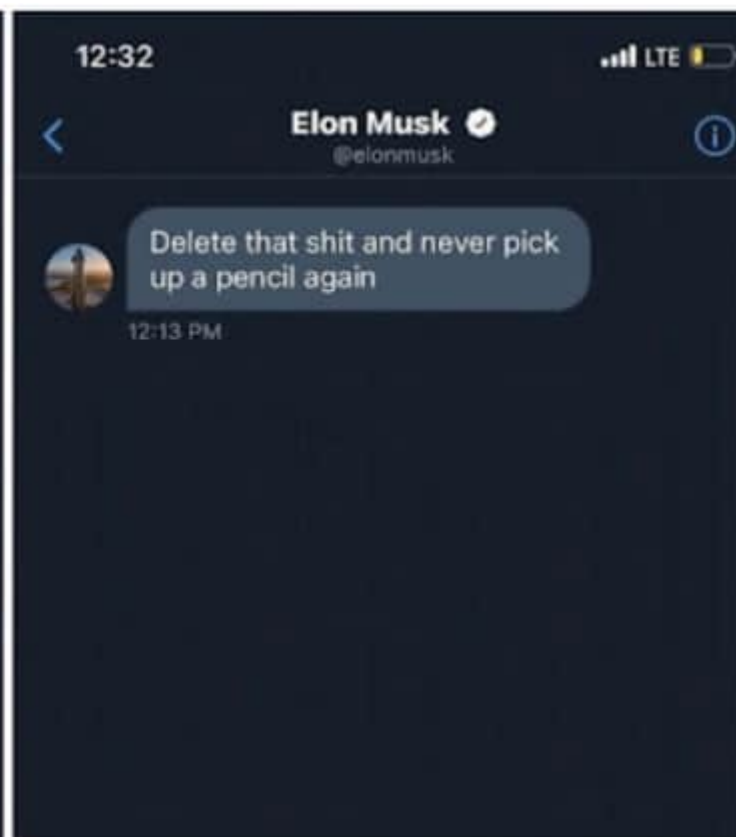 12:32 LTE
Elon Musk
@elonmusk
Delete that shit and never pick
up a pencil again
12:13 PM